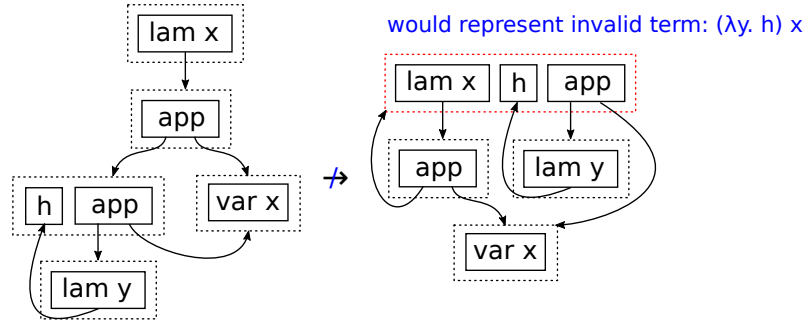 would represent invalid term: (λy. h) x
lam x
app
h
app
var x
lam y
↛
lam x
h
app
app
lam y
var x